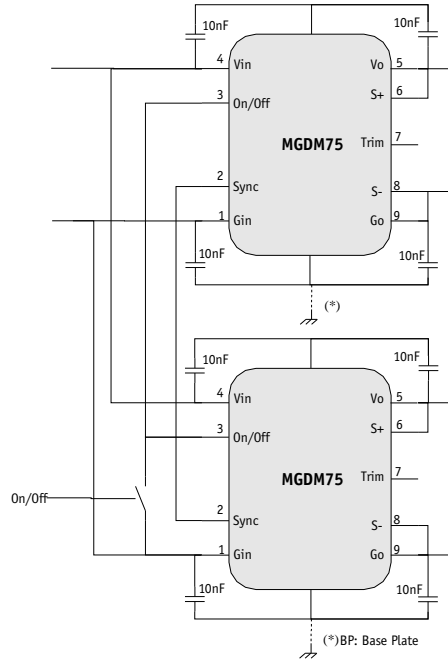 10nF 10nF
4 Vin Vo 5
3 On/Off S+ 6
MGDM75
Trim 7
2 Sync S- 8
1 Gin Go 9
10nF 10nF
(*)
10nF 10nF
4 Vin Vo 5
3 On/Off S+ 6
MGDM75
Trim 7
On/Off
2 Sync S- 8
1 Gin Go 9
10nF 10nF
(*)BP: Base Plate